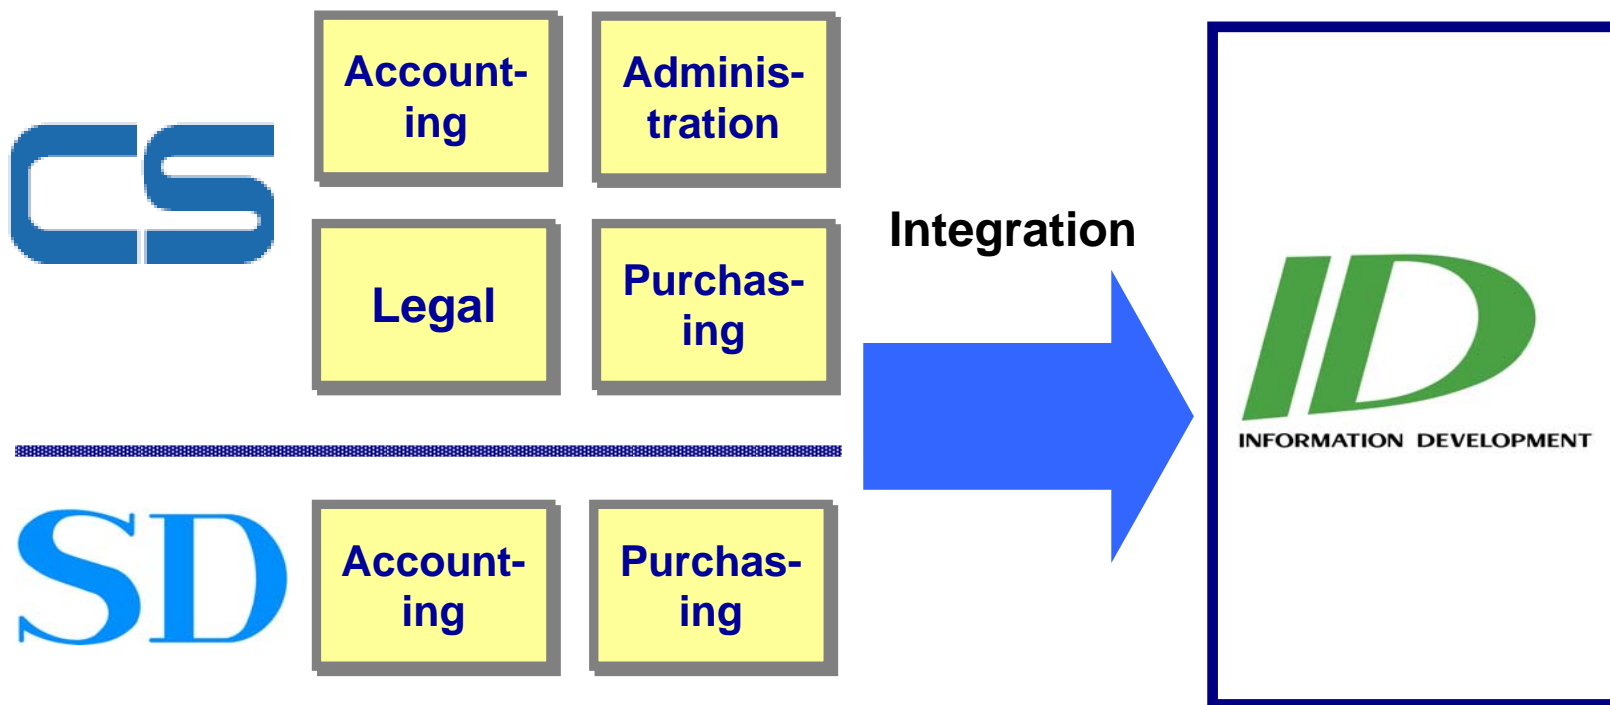 CS
Account-
ing
Adminis-
tration
Legal
Purchas-
ing
Integration
ID
INFORMATION DEVELOPMENT
SD
Account-
ing
Purchas-
ing